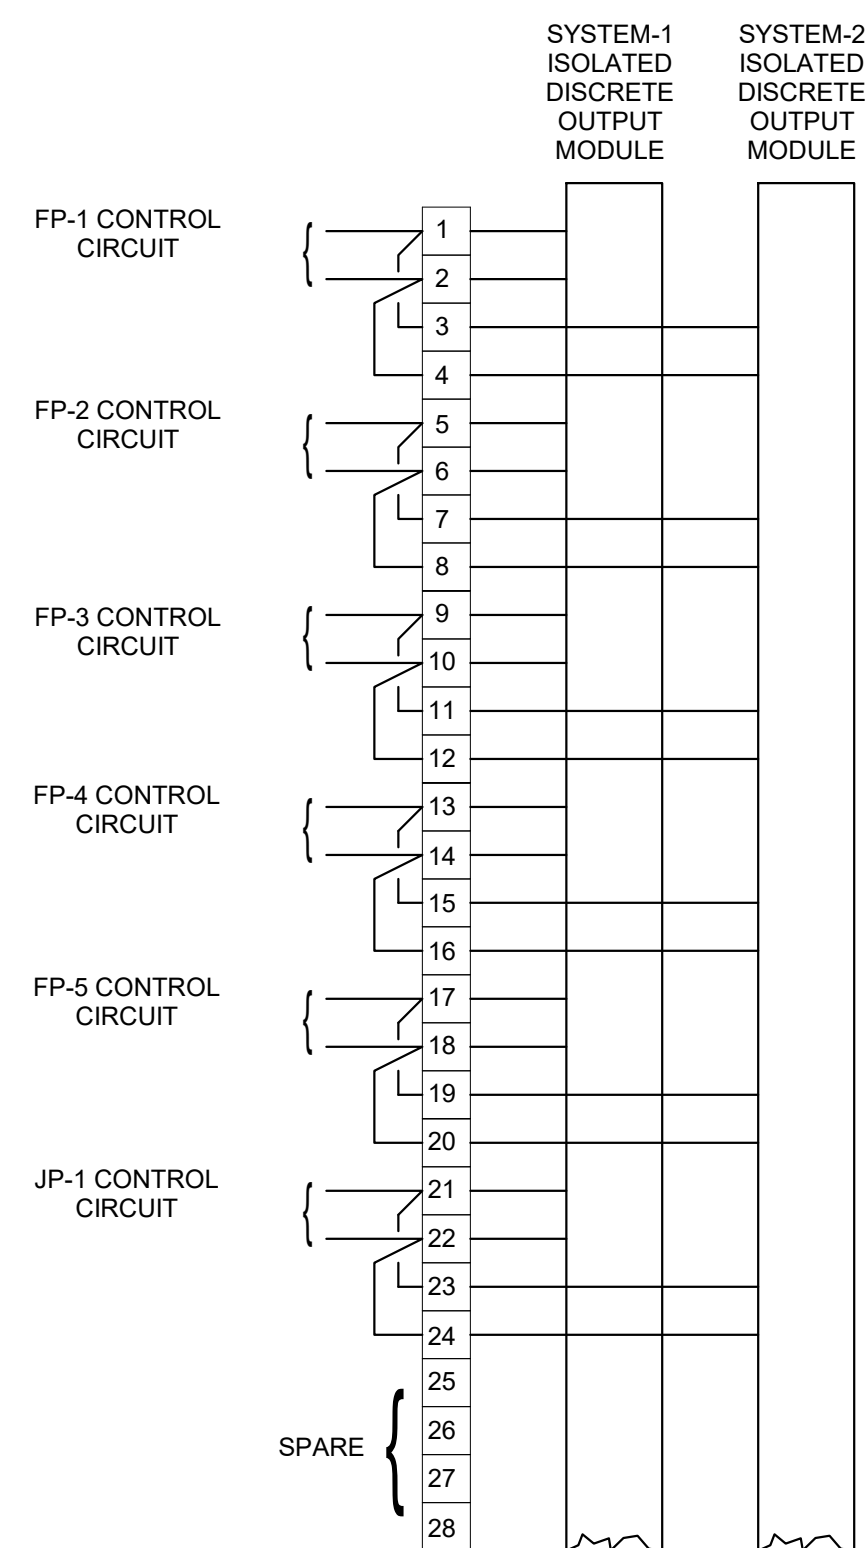 SYSTEM-1
ISOLATED
DISCRETE
OUTPUT
MODULE
SYSTEM-2
ISOLATED
DISCRETE
OUTPUT
MODULE
FP-1 CONTROL
CIRCUIT
1
2
3
4
FP-2 CONTROL
CIRCUIT
5
6
7
8
FP-3 CONTROL
CIRCUIT
9
10
11
12
FP-4 CONTROL
CIRCUIT
13
14
15
16
FP-5 CONTROL
CIRCUIT
17
18
19
20
JP-1 CONTROL
CIRCUIT
21
22
23
24
SPARE
25
26
27
28